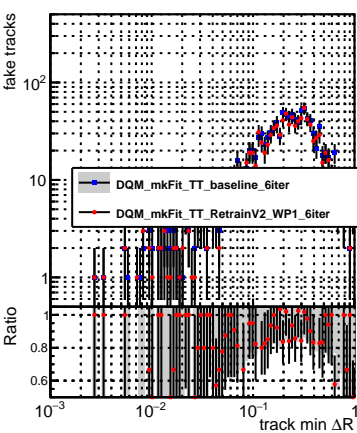 fake tracks
10²
10
1
DQM_mkFit_TT_baseline_6iter
DQM_mkFit_TT_RetrainV2_WP1_6iter
Ratio
1
0.8
0.6
10⁻³ 10⁻² 10⁻¹ 1
track min ΔR